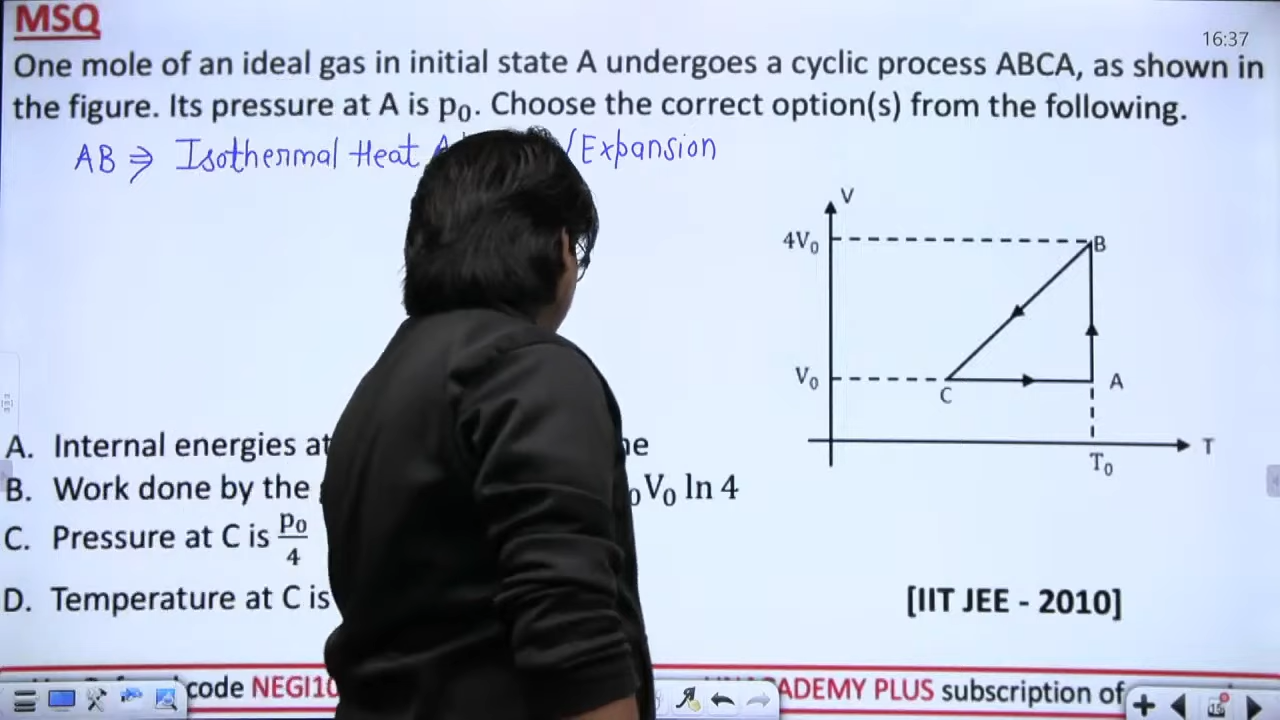 MSQ
16:37
One mole of an ideal gas in initial state A undergoes a cyclic process ABCA, as shown in
the figure. Its pressure at A is p₀. Choose the correct option(s) from the following.
AB ⇒ Isothermal Heat /Expansion
V
4V₀
B
V₀
C
A
T
T₀
A. Internal energies at
B. Work done by the V₀ ln 4
C. Pressure at C is p₀/4
D. Temperature at C is
[IIT JEE - 2010]
code NEGI10 PLUS subscription of